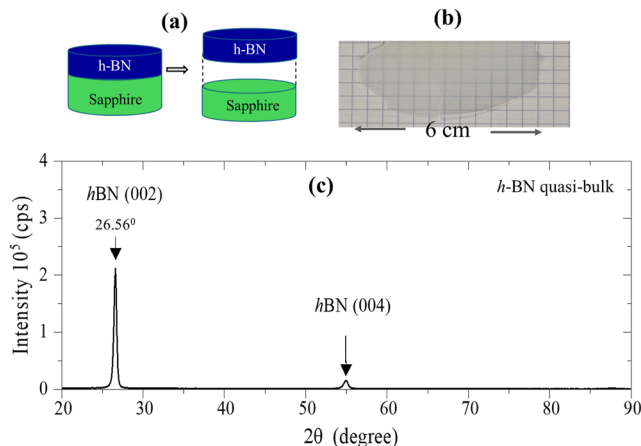 (a)
h-BN
Sapphire
h-BN
Sapphire
(b)
6 cm
(c)
h-BN quasi-bulk
hBN (002)
26.56⁰
hBN (004)
Intensity 10⁵ (cps)
4
3
2
1
0
20 30 40 50 60 70 80 90
2θ (degree)